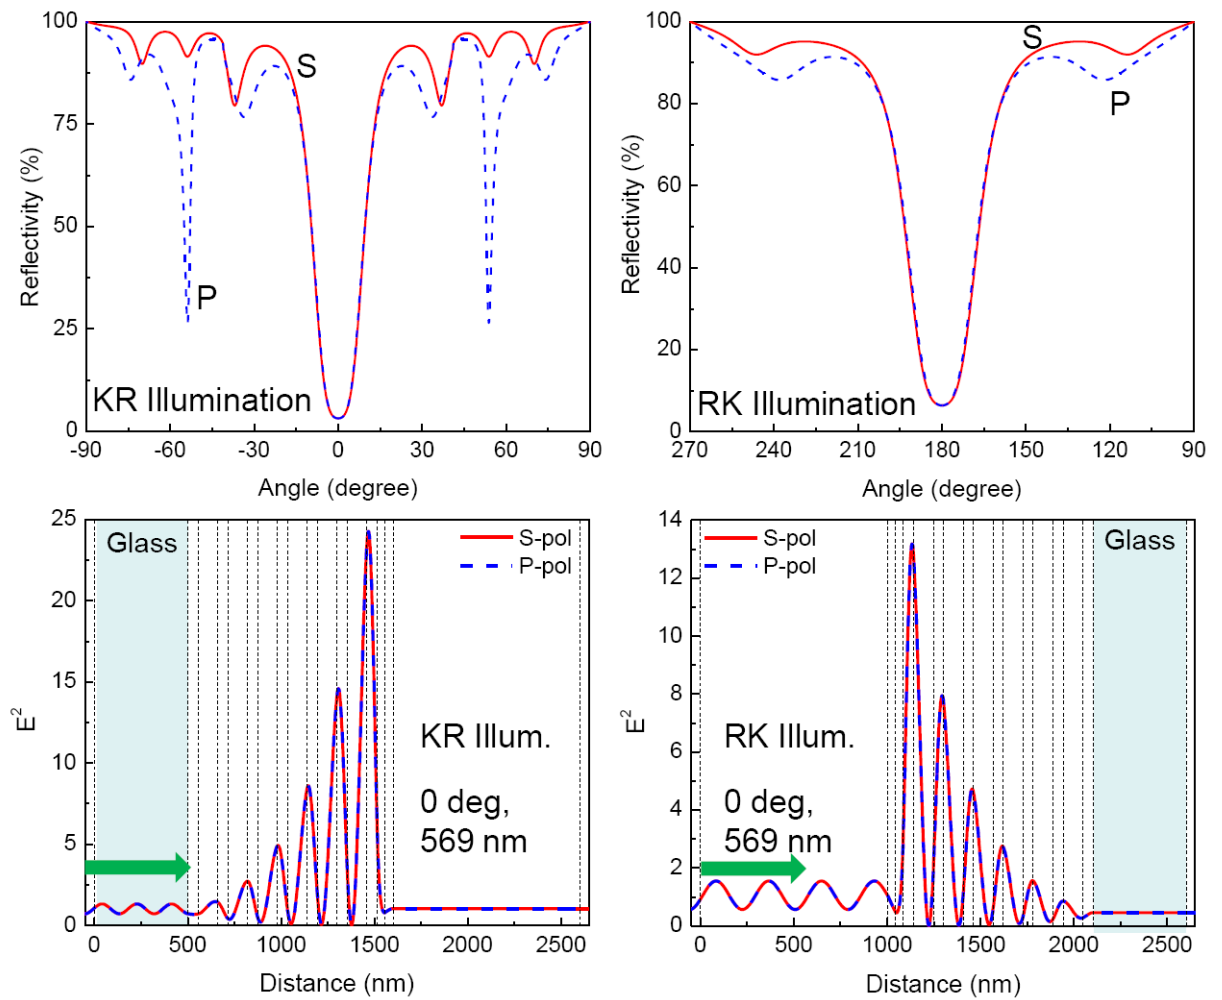 100
75
50
25
0
Reflectivity (%)
S
P
KR Illumination
-90 -60 -30 0 30 60 90
Angle (degree)
100
80
60
40
20
0
Reflectivity (%)
S
P
RK Illumination
270 240 210 180 150 120 90
Angle (degree)
25
20
15
10
5
0
E²
Glass
S-pol
P-pol
KR Illum.
0 deg,
569 nm
0 500 1000 1500 2000 2500
Distance (nm)
14
12
10
8
6
4
2
0
E²
S-pol
P-pol
Glass
RK Illum.
0 deg,
569 nm
0 500 1000 1500 2000 2500
Distance (nm)